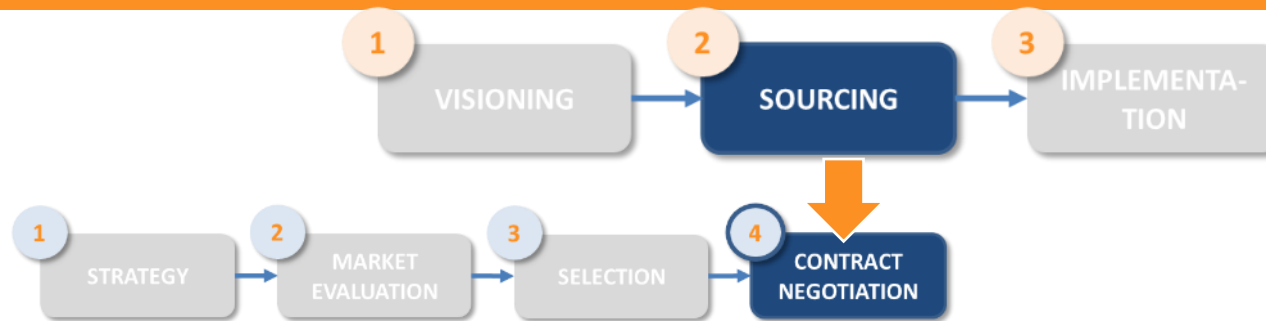 1
VISIONING
2
SOURCING
3
IMPLEMENTA-
TION
1
STRATEGY
2
MARKET
EVALUATION
3
SELECTION
4
CONTRACT
NEGOTIATION